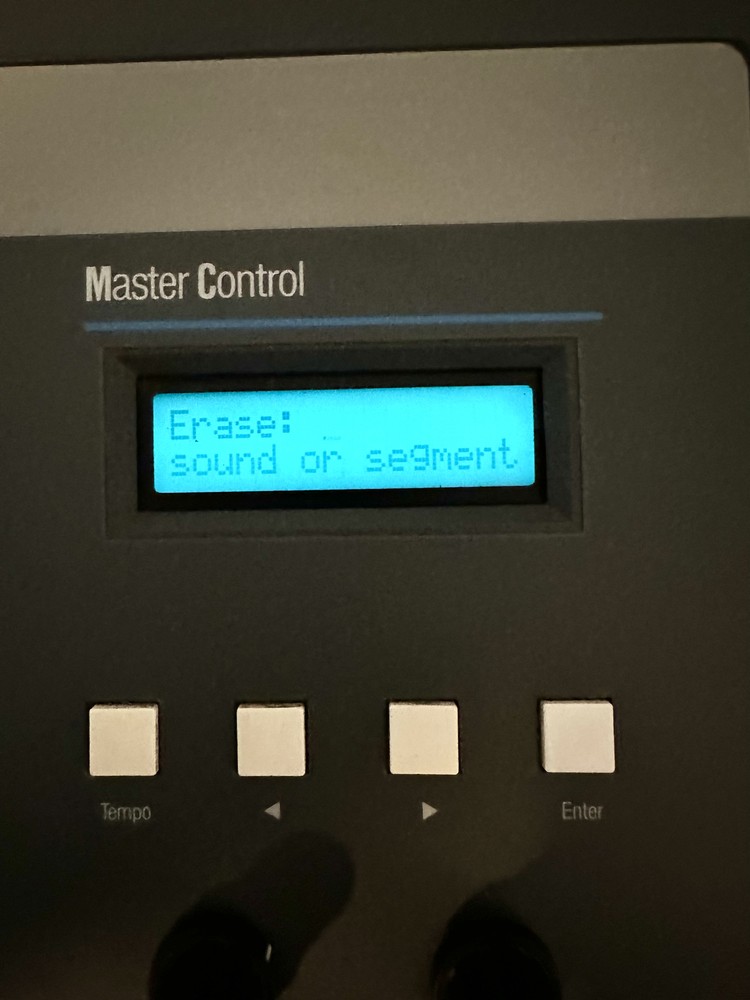 Master Control
Erase:
sound or segment
Tempo ◀ ▶ Enter